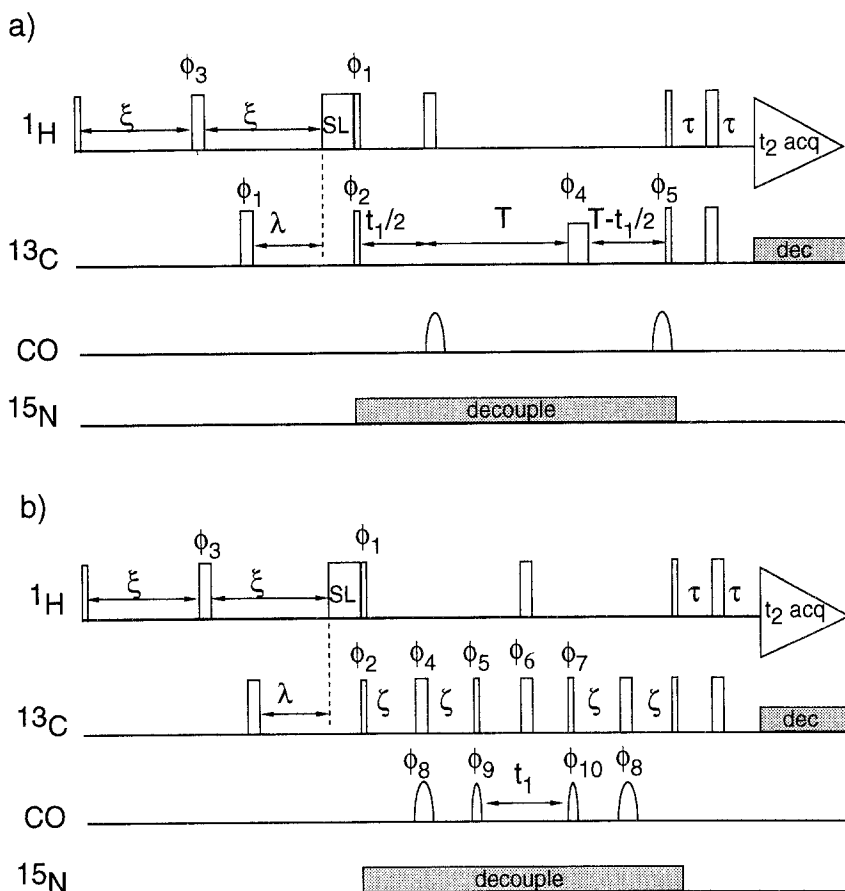 a)
ϕ3 ϕ1
1H ξ ξ SL τ τ t2 acq
ϕ1 ϕ2 ϕ4 ϕ5
13C λ t1/2 T T-t1/2 dec
CO
15N decouple
b)
ϕ3 ϕ1
1H ξ ξ SL τ τ t2 acq
ϕ2 ϕ4 ϕ5 ϕ6 ϕ7
13C λ ζ ζ ζ ζ dec
ϕ8 ϕ9 t1 ϕ10 ϕ8
CO
15N decouple